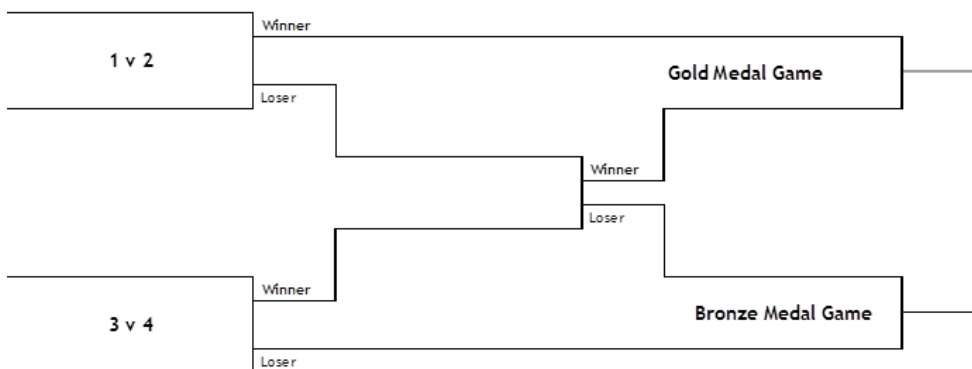 Winner
1 v 2
Gold Medal Game
Loser
Winner
Loser
Winner
Bronze Medal Game
3 v 4
Loser